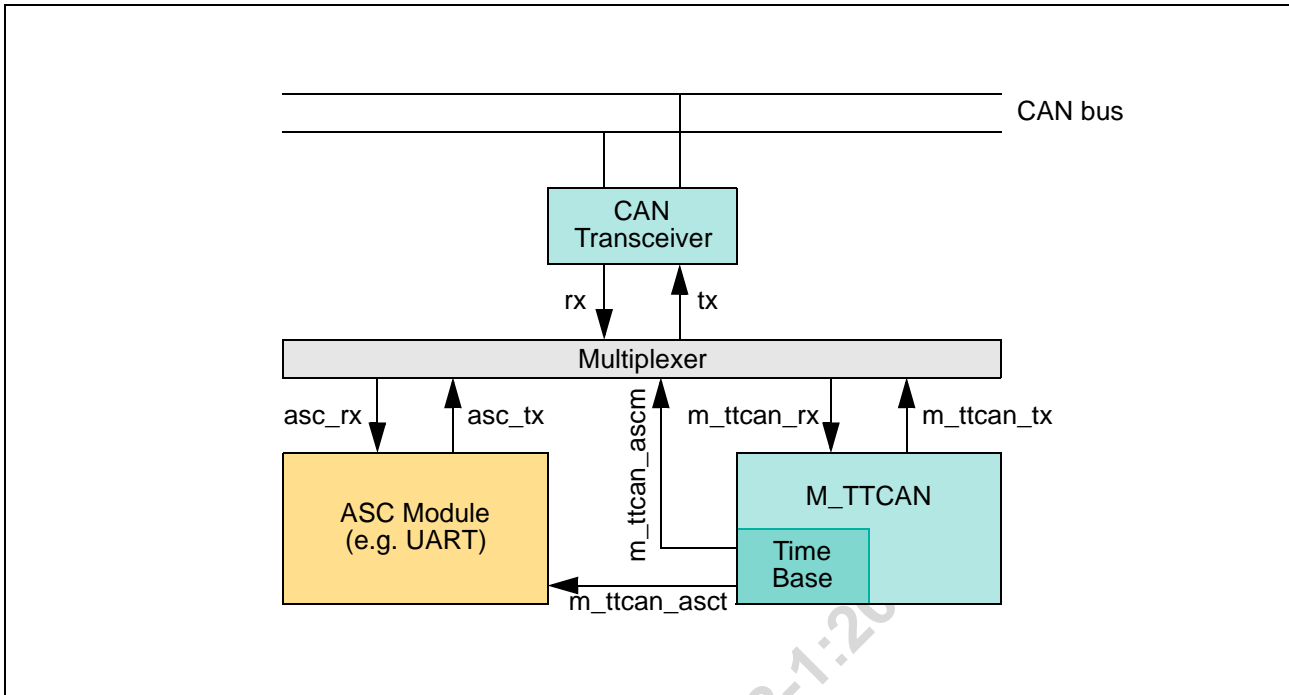 CAN bus
CAN
Transceiver
rx
tx
Multiplexer
asc_rx
asc_tx
m_ttcan_ascm
m_ttcan_rx
m_ttcan_tx
ASC Module
(e.g. UART)
M_TTCAN
Time
Base
m_ttcan_asct